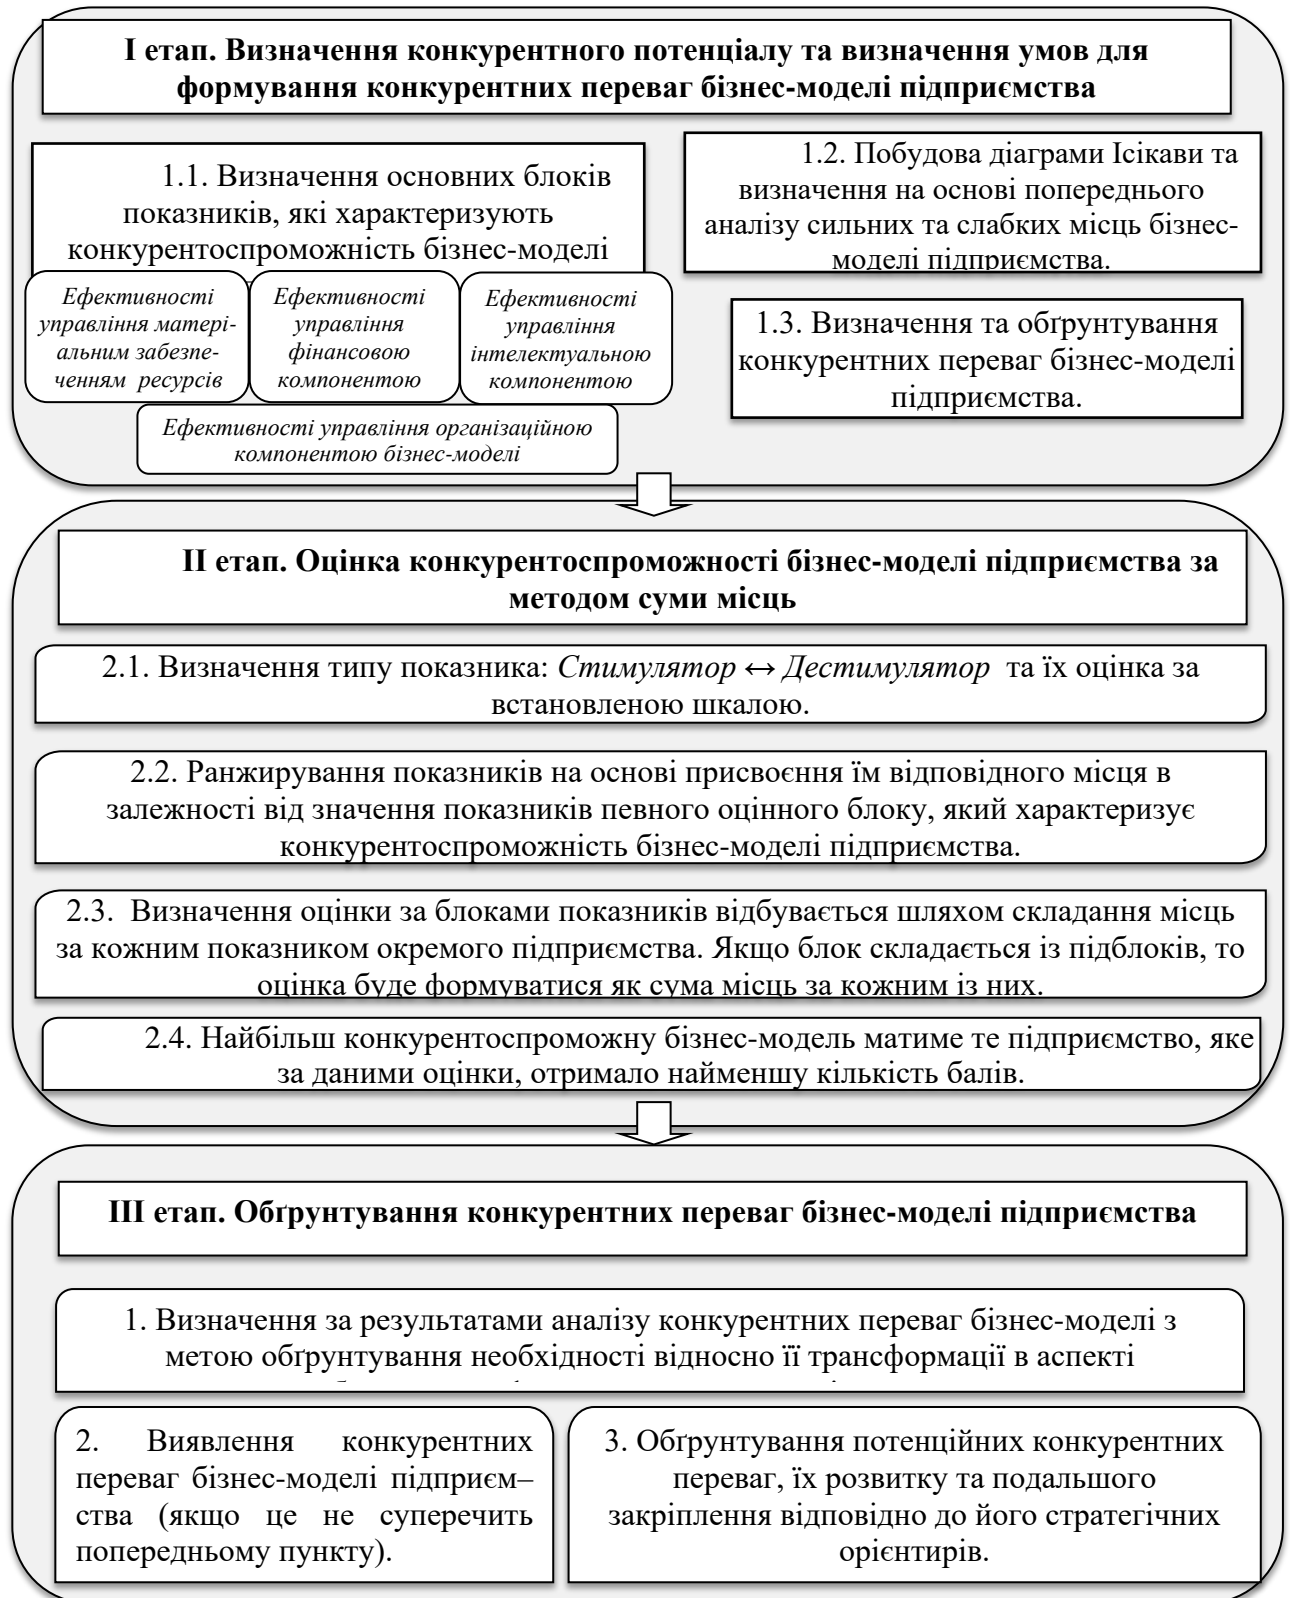 І етап. Визначення конкурентного потенціалу та визначення умов для
формування конкурентних переваг бізнес-моделі підприємства
1.1. Визначення основних блоків
показників, які характеризують
конкурентоспроможність бізнес-моделі
Ефективності
управління матері-
альним забезпе-
ченням ресурсів
Ефективності
управління
фінансовою
компонентою
Ефективності
управління
інтелектуальною
компонентою
Ефективності управління організаційною
компонентою бізнес-моделі
1.2. Побудова діаграми Ісікави та
визначення на основі попереднього
аналізу сильних та слабких місць бізнес-
моделі підприємства.
1.3. Визначення та обґрунтування
конкурентних переваг бізнес-моделі
підприємства.
ІІ етап. Оцінка конкурентоспроможності бізнес-моделі підприємства за
методом суми місць
2.1. Визначення типу показника: Стимулятор ↔ Дестимулятор та їх оцінка за
встановленою шкалою.
2.2. Ранжирування показників на основі присвоєння їм відповідного місця в
залежності від значення показників певного оцінного блоку, який характеризує
конкурентоспроможність бізнес-моделі підприємства.
2.3. Визначення оцінки за блоками показників відбувається шляхом складання місць
за кожним показником окремого підприємства. Якщо блок складається із підблоків, то
оцінка буде формуватися як сума місць за кожним із них.
2.4. Найбільш конкурентоспроможну бізнес-модель матиме те підприємство, яке
за даними оцінки, отримало найменшу кількість балів.
ІІІ етап. Обґрунтування конкурентних переваг бізнес-моделі підприємства
1. Визначення за результатами аналізу конкурентних переваг бізнес-моделі з
метою обґрунтування необхідності відносно її трансформації в аспекті
2. Виявлення конкурентних
переваг бізнес-моделі підприєм–
ства (якщо це не суперечить
попередньому пункту).
3. Обґрунтування потенційних конкурентних
переваг, їх розвитку та подальшого
закріплення відповідно до його стратегічних
орієнтирів.